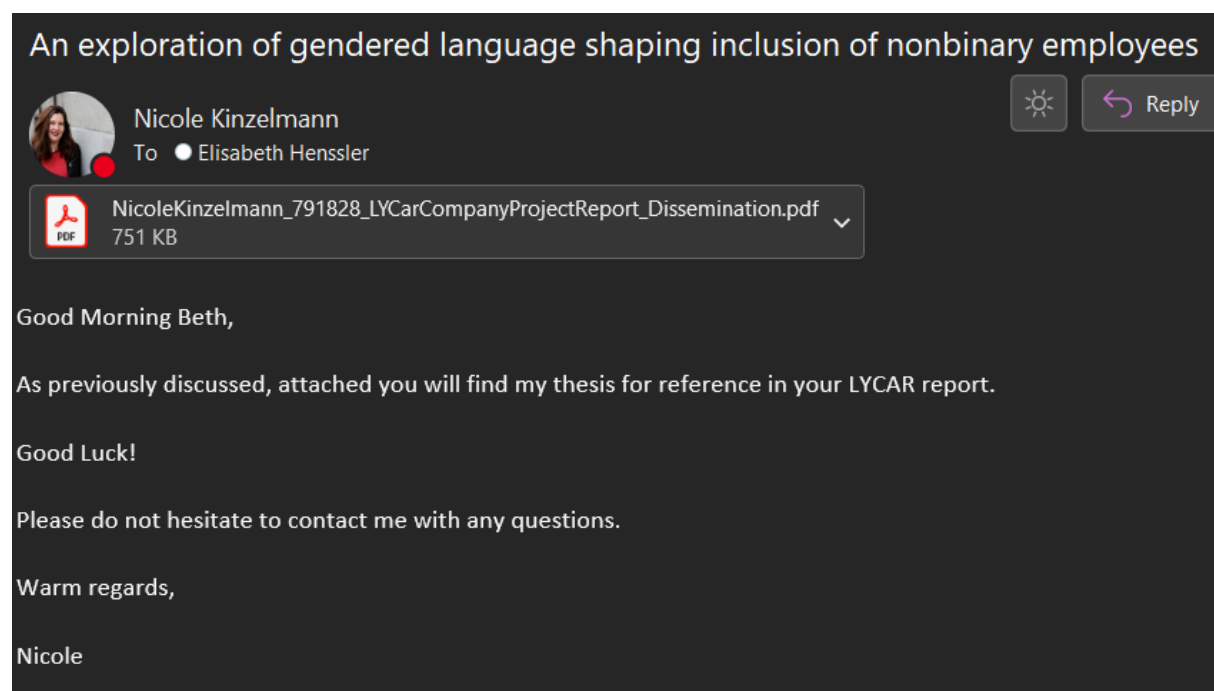 An exploration of gendered language shaping inclusion of nonbinary employees
Nicole Kinzelmann
Reply
To Elisabeth Henssler
NicoleKinzelmann_791828_LYCarCompanyProjectReport_Dissemination.pdf
PDF
751 KB
Good Morning Beth,
As previously discussed, attached you will find my thesis for reference in your LYCAR report.
Good Luck!
Please do not hesitate to contact me with any questions.
Warm regards,
Nicole